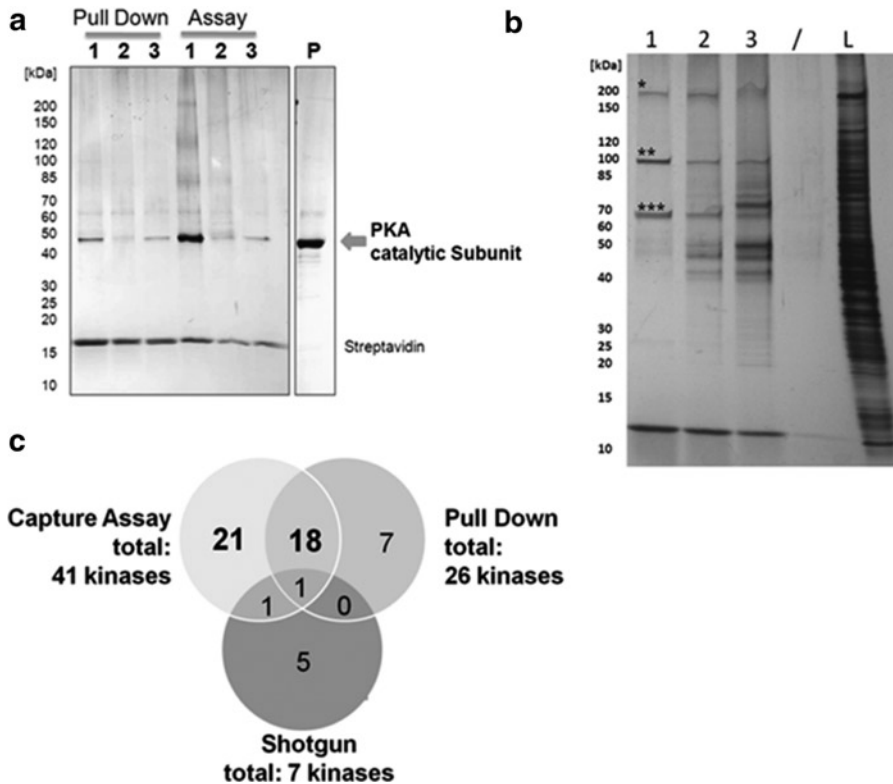 a
Pull Down Assay
1 2 3 1 2 3 P
[kDa]
200
150
120
100
85
70
60
50
40
30
25
20
15
10
PKA
catalytic Subunit
Streptavidin
b
1 2 3 / L
[kDa]
200
150
120
100
85
70
60
50
40
30
25
20
15
10
*
**
***
c
Capture Assay
total:
41 kinases
21
18
7
1
1
0
5
Pull Down
total:
26 kinases
Shotgun
total: 7 kinases